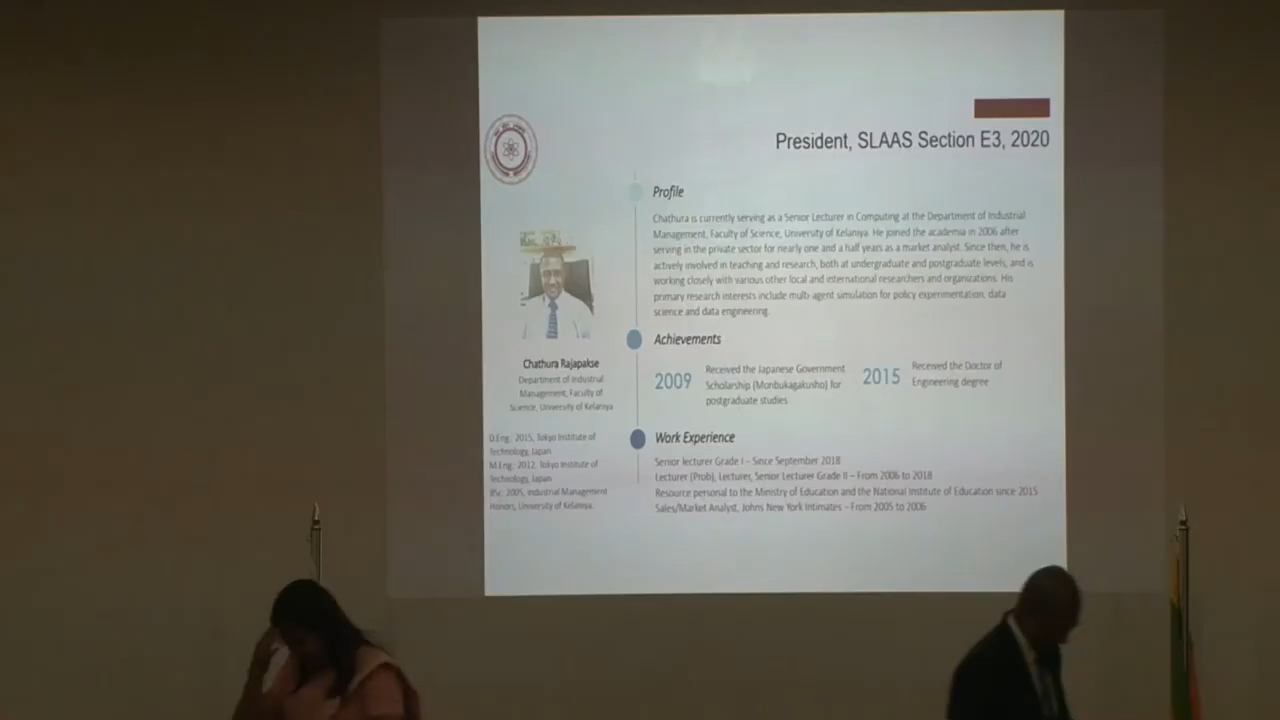 President, SLAAS Section E3, 2020
Profile
Chathura is currently serving as a Senior Lecturer in Computing at the Department of Industrial
Management, Faculty of Science, University of Kelaniya. He joined the academia in 2006 after
serving in the private sector for nearly one and a half years as a market analyst. Since then, he is
actively involved in teaching and research, both at undergraduate and postgraduate levels, and is
working closely with various other local and international researchers and organizations. His
primary research interests include multi-agent simulation for policy experimentation, data
science and data engineering.
Achievements
2009
Received the Japanese Government
Scholarship (Monbukagakusho) for
postgraduate studies
2015
Received the Doctor of
Engineering degree
Work Experience
Senior lecturer Grade I – Since September 2018
Lecturer (Prob), Lecturer, Senior Lecturer Grade II – From 2006 to 2018
Resource personal to the Ministry of Education and the National Institute of Education since 2015
Sales/Market Analyst, Johns New York Intimates – From 2005 to 2006
Chathura Rajapakse
Department of Industrial
Management, Faculty of
Science, University of Kelaniya
D.Eng. 2015, Tokyo Institute of
Technology, Japan
M.Eng: 2012, Tokyo Institute of
Technology, Japan
BSc: 2005, Industrial Management
Honors, University of Kelaniya.